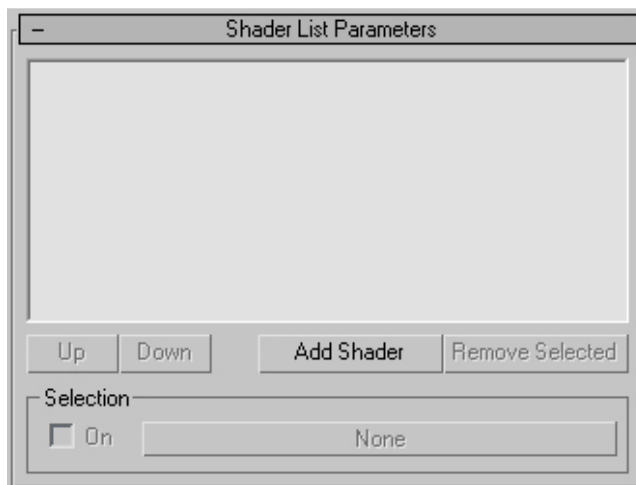 – Shader List Parameters
Up Down Add Shader Remove Selected
Selection
On None